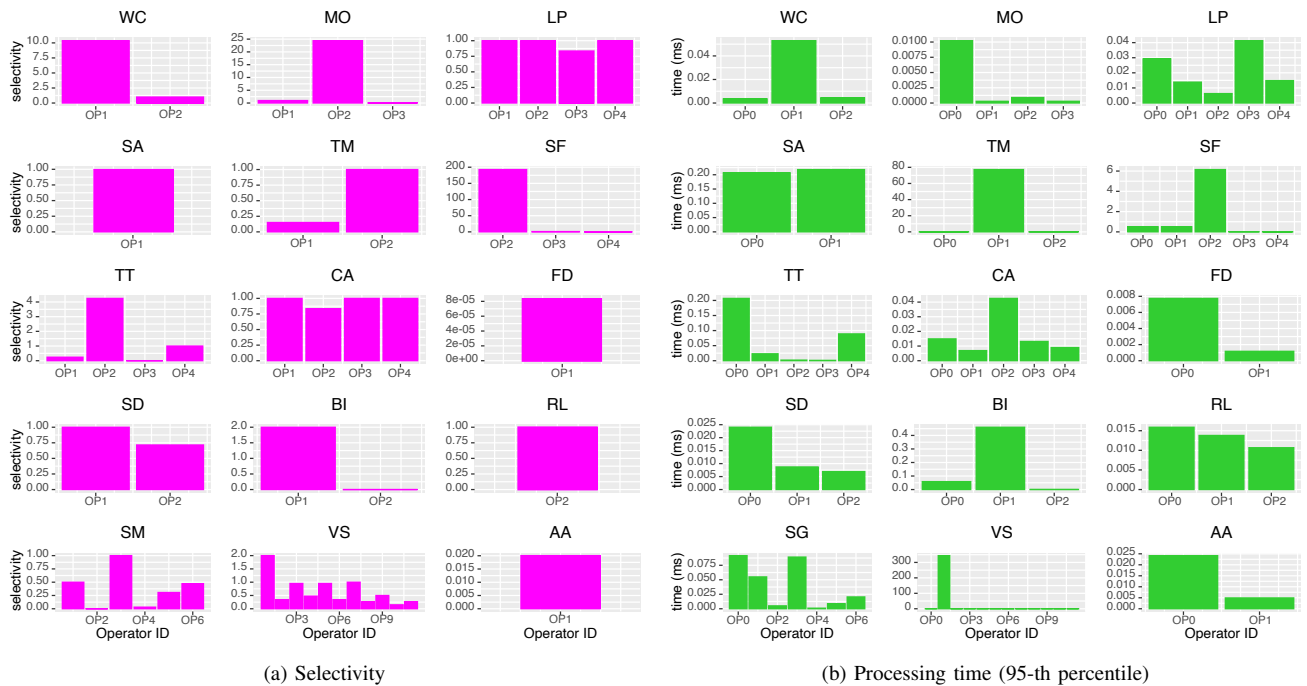 WC MO LP WC MO LP
selectivity
10.0
7.5
5.0
2.5
0.0
OP1 OP2
25
20
15
10
5
0
OP1 OP2 OP3
1.00
0.75
0.50
0.25
0.00
OP1 OP2 OP3 OP4
time (ms)
0.04
0.02
0.00
OP0 OP1 OP2
0.0100
0.0075
0.0050
0.0025
0.0000
OP0 OP1 OP2 OP3
0.04
0.03
0.02
0.01
0.00
OP0 OP1 OP2 OP3 OP4
SA TM SF SA TM SF
selectivity
1.00
0.75
0.50
0.25
0.00
OP1
1.00
0.75
0.50
0.25
0.00
OP1 OP2
200
150
100
50
0
OP2 OP3 OP4
time (ms)
0.20
0.15
0.10
0.05
0.00
OP0 OP1
80
60
40
20
0
OP0 OP1 OP2
6
4
2
0
OP0 OP1 OP2 OP3 OP4
TT CA FD TT CA FD
selectivity
4
3
2
1
0
OP1 OP2 OP3 OP4
1.00
0.75
0.50
0.25
0.00
OP1 OP2 OP3 OP4
8e-05
6e-05
4e-05
2e-05
0e+00
OP1
time (ms)
0.20
0.15
0.10
0.05
0.00
OP0 OP1 OP2 OP3 OP4
0.04
0.03
0.02
0.01
0.00
OP0 OP1 OP2 OP3 OP4
0.008
0.006
0.004
0.002
0.000
OP0 OP1
SD BI RL SD BI RL
selectivity
1.00
0.75
0.50
0.25
0.00
OP1 OP2
2.0
1.5
1.0
0.5
0.0
OP1 OP2
1.00
0.75
0.50
0.25
0.00
OP2
time (ms)
0.025
0.020
0.015
0.010
0.005
0.000
OP0 OP1 OP2
0.4
0.3
0.2
0.1
0.0
OP0 OP1 OP2
0.015
0.010
0.005
0.000
OP0 OP1 OP2
SM VS AA SG VS AA
selectivity
1.00
0.75
0.50
0.25
0.00
OP2 OP4 OP6
Operator ID
2.0
1.5
1.0
0.5
0.0
OP3 OP6 OP9
Operator ID
0.020
0.015
0.010
0.005
0.000
OP1
Operator ID
time (ms)
0.075
0.050
0.025
0.000
OP0 OP2 OP4 OP6
Operator ID
300
200
100
0
OP0 OP3 OP6 OP9
Operator ID
0.025
0.020
0.015
0.010
0.005
0.000
OP0 OP1
Operator ID
(a) Selectivity
(b) Processing time (95-th percentile)